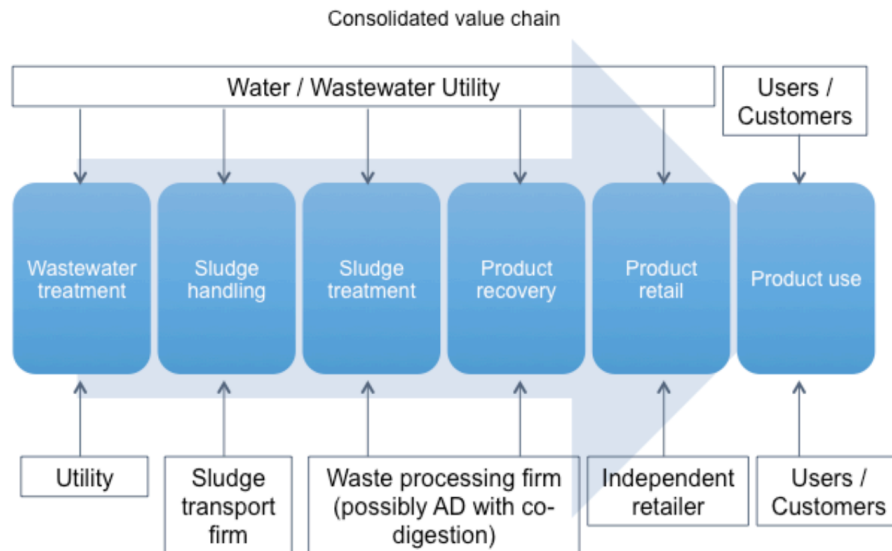 Consolidated value chain
Water / Wastewater Utility
Users /
Customers
Wastewater
treatment
Sludge
handling
Sludge
treatment
Product
recovery
Product
retail
Product use
Utility
Sludge
transport
firm
Waste processing firm
(possibly AD with co-
digestion)
Independent
retailer
Users /
Customers